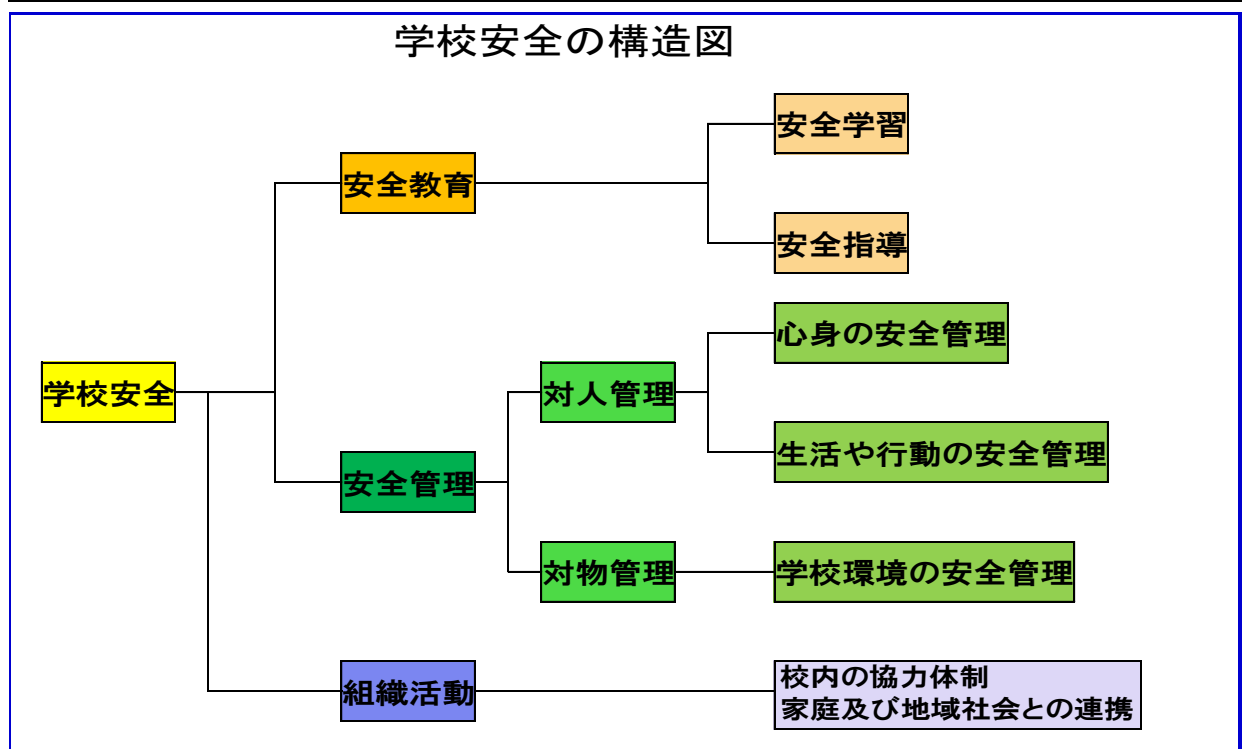 学校安全の構造図
安全学習
安全教育
安全指導
心身の安全管理
学校安全
対人管理
生活や行動の安全管理
安全管理
対物管理
学校環境の安全管理
組織活動
校内の協力体制
家庭及び地域社会との連携